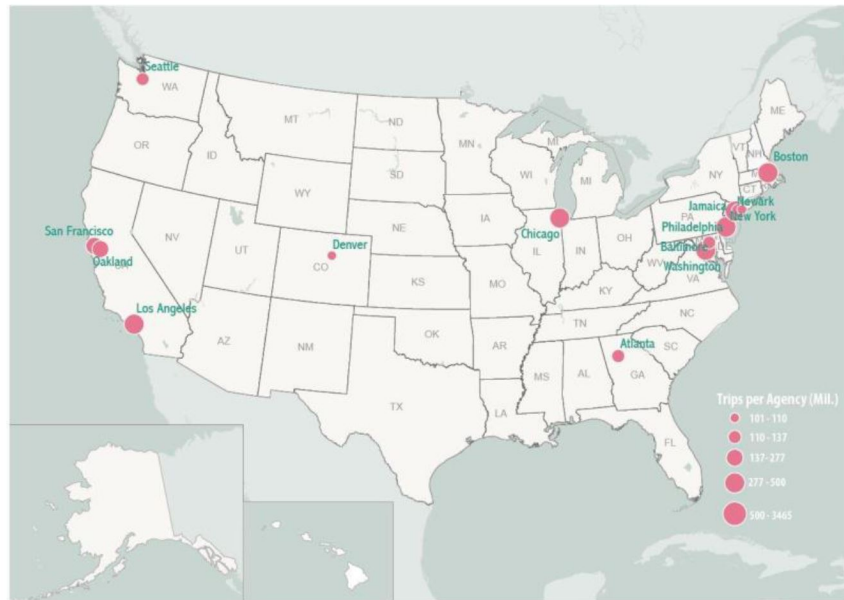 Seattle
WA
MT
ND
MN
OR
ID
SD
WI
MI
MI
WY
NE
IA
NV
UT
CO
KS
IL
IN
OH
MO
KY
AZ
NM
OK
AR
TN
TX
LA
MS
AL
GA
FL
SC
NC
VA
PA
NY
VT
NH
ME
CT
Boston
Newark
Jamaica
New York
Philadelphia
Baltimore
Washington
Chicago
Denver
San Francisco
Oakland
Los Angeles
Atlanta
Trips per Agency (Mil.)
101 - 110
110 - 137
137 - 277
277 - 500
500 - 3465